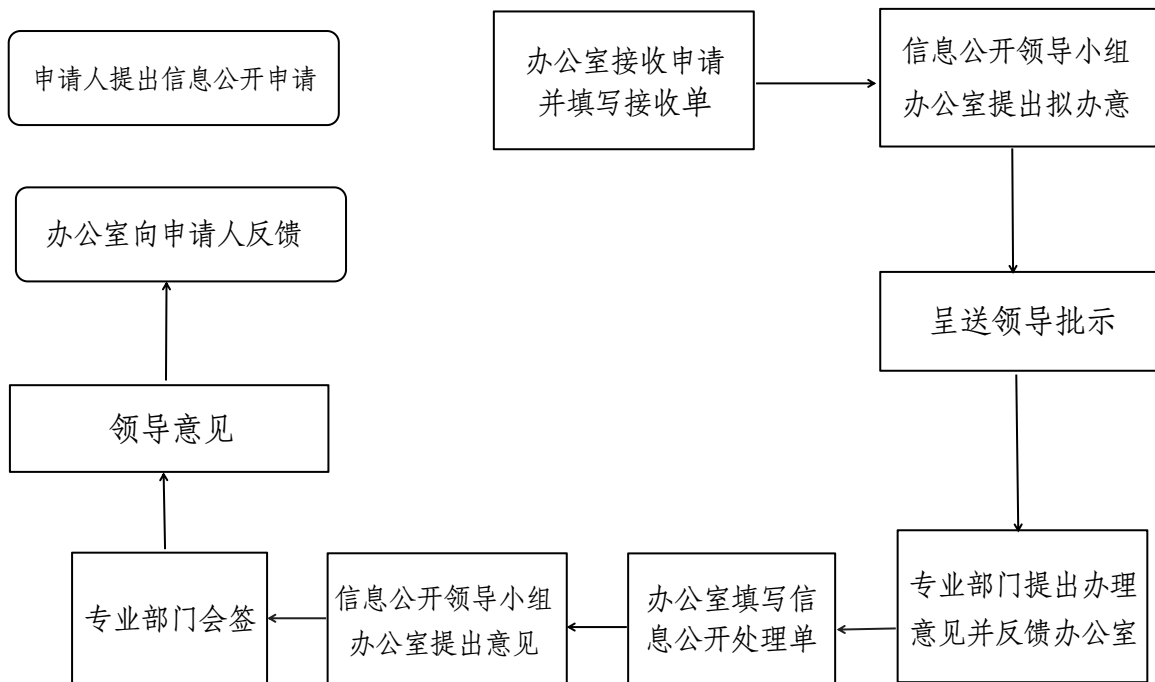 申请人提出信息公开申请
办公室接收申请
并填写接收单
信息公开领导小组
办公室提出拟办意
呈送领导批示
专业部门提出办理
意见并反馈办公室
办公室填写信
息公开处理单
信息公开领导小组
办公室提出意见
专业部门会签
领导意见
办公室向申请人反馈